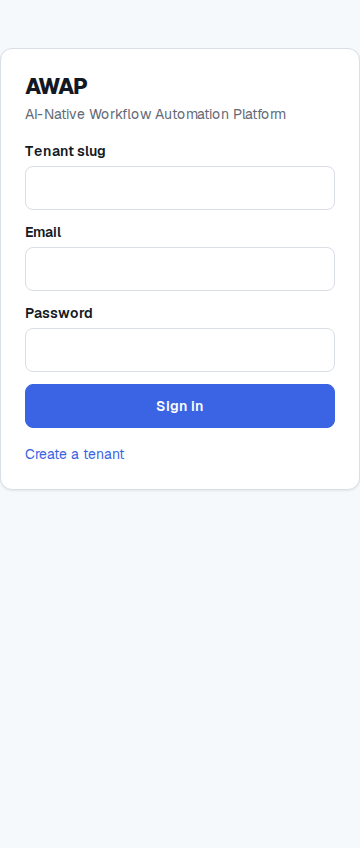 AWAP
AI-Native Workflow Automation Platform
Tenant slug
Email
Password
Sign in
Create a tenant